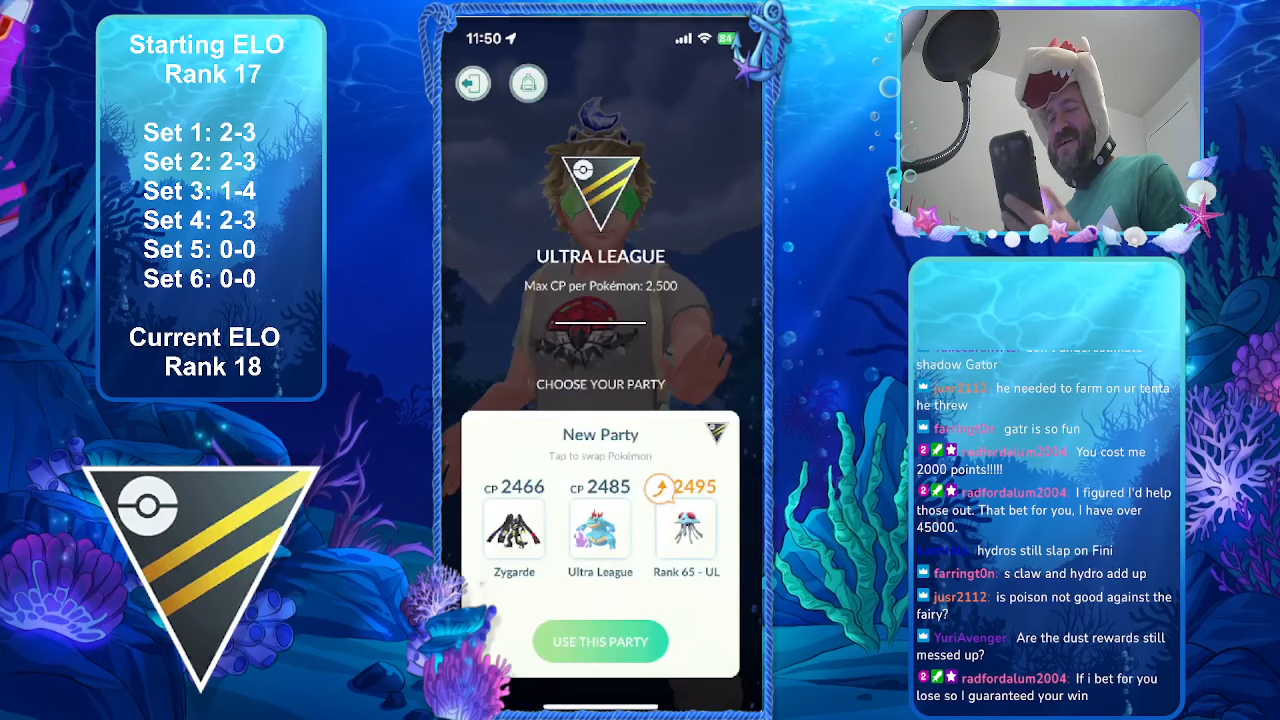 Starting ELO
Rank 17
Set 1: 2-3
Set 2: 2-3
Set 3: 1-4
Set 4: 2-3
Set 5: 0-0
Set 6: 0-0
Current ELO
Rank 18
11:50
84
ULTRA LEAGUE
Max CP per Pokémon: 2,500
CHOOSE YOUR PARTY
New Party
Tap to swap Pokémon
CP 2466
CP 2485
2495
Zygarde
Ultra League
Rank 65 - UL
USE THIS PARTY
shadow Gator
jusr2112: he needed to farm on ur tenta
he threw
farringt0n: gatr is so fun
radfordalum2004: You cost me
2000 points!!!!!
radfordalum2004: I figured I'd help
those out. That bet for you, I have over
45000.
hydros still slap on Fini
farringt0n: s claw and hydro add up
jusr2112: is poison not good against the
fairy?
YuriAvenger: Are the dust rewards still
messed up?
radfordalum2004: If i bet for you
lose so I guaranteed your win